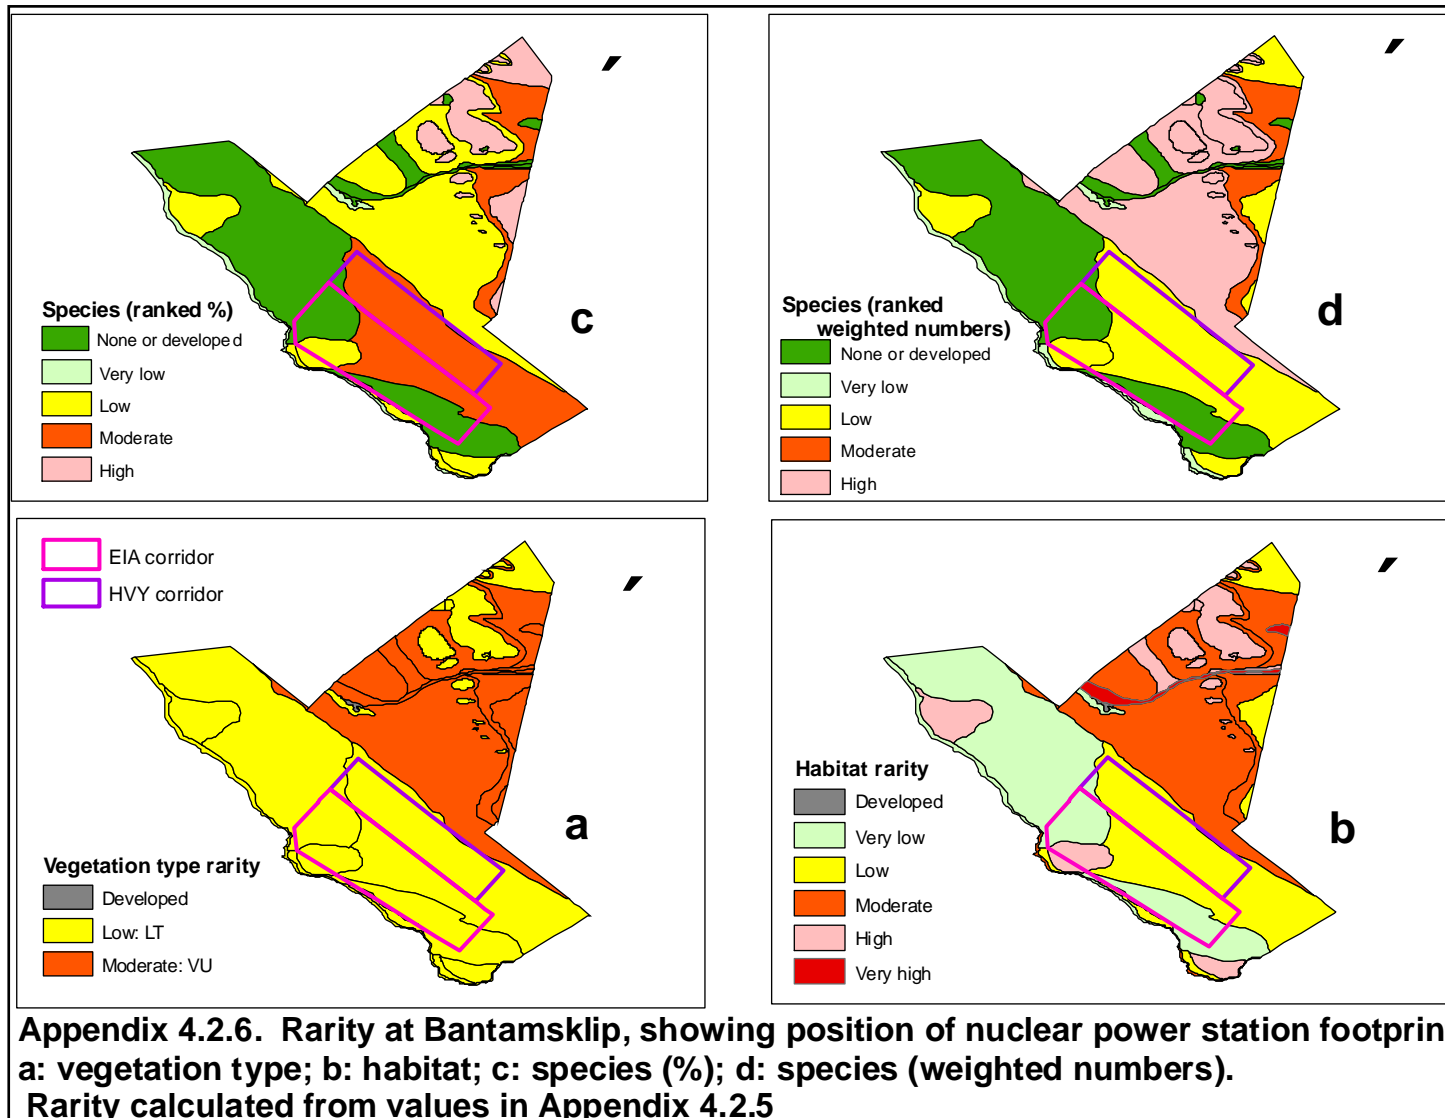 Species (ranked %)
None or developed
Very low
Low
Moderate
High
c
Species (ranked
weighted numbers)
None or developed
Very low
Low
Moderate
High
d
EIA corridor
HVY corridor
Vegetation type rarity
Developed
Low: LT
Moderate: VU
a
Habitat rarity
Developed
Very low
Low
Moderate
High
Very high
b
Appendix 4.2.6. Rarity at Bantamsklip, showing position of nuclear power station footprin
a: vegetation type; b: habitat; c: species (%); d: species (weighted numbers).
Rarity calculated from values in Appendix 4.2.5